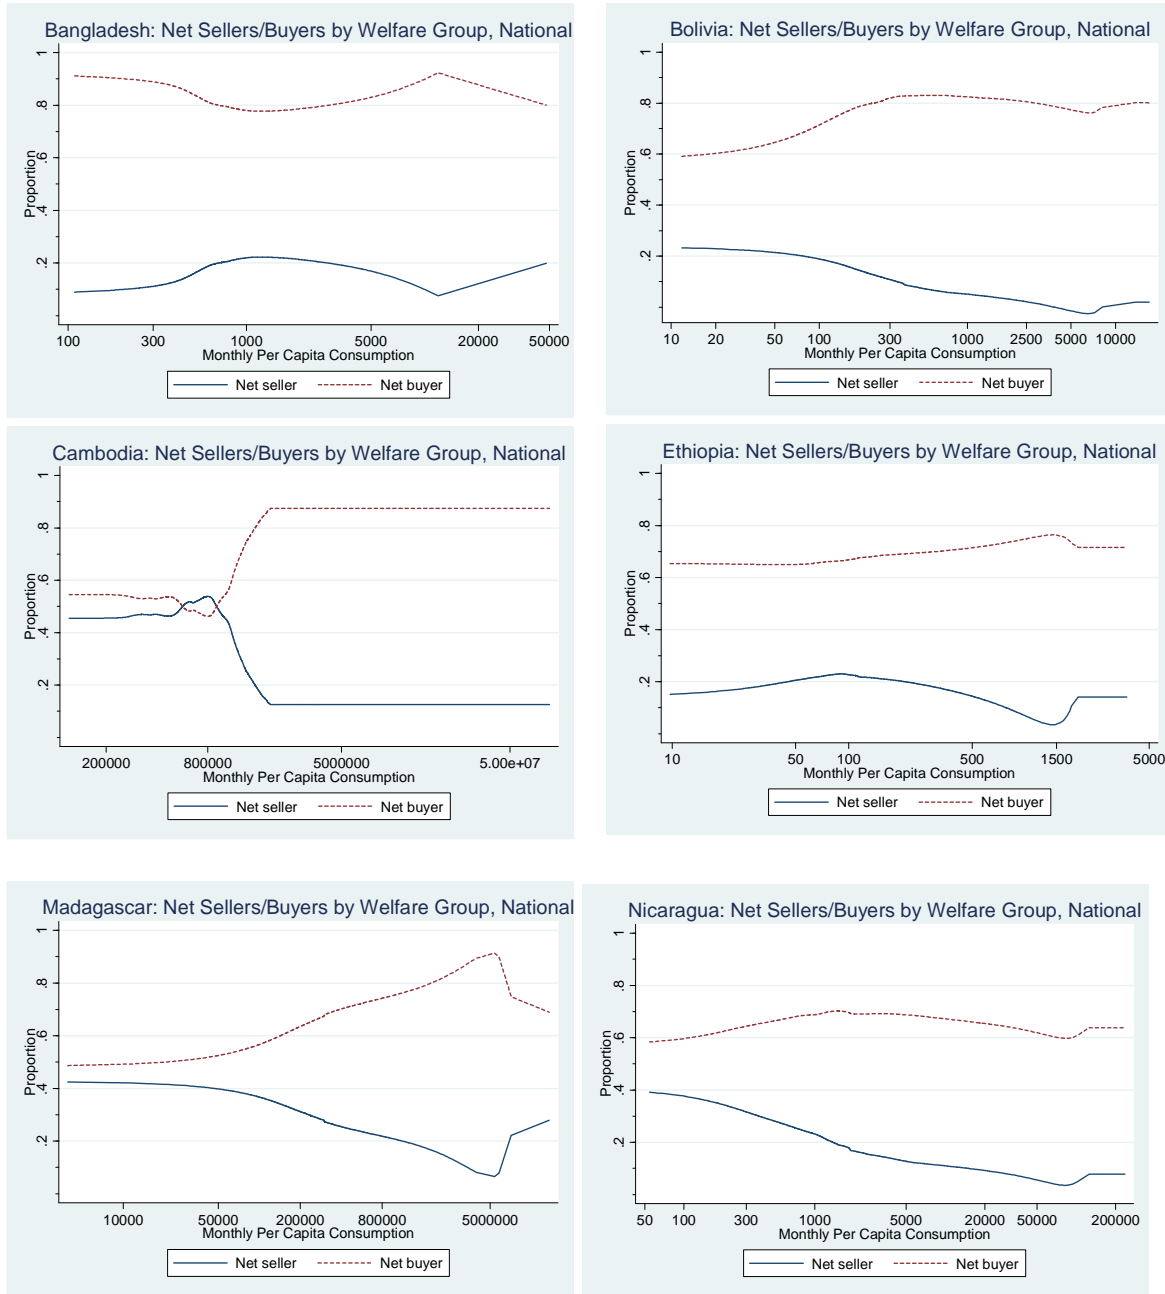 Bangladesh: Net Sellers/Buyers by Welfare Group, National
Proportion
1
.8
.6
.4
.2
100 300 1000 5000 20000 50000
Monthly Per Capita Consumption
Net seller Net buyer
Bolivia: Net Sellers/Buyers by Welfare Group, National
Proportion
1
.8
.6
.4
.2
10 20 50 100 300 1000 2500 5000 10000
Monthly Per Capita Consumption
Net seller Net buyer
Cambodia: Net Sellers/Buyers by Welfare Group, National
Proportion
1
.8
.6
.4
.2
200000 800000 5000000 5.00e+07
Monthly Per Capita Consumption
Net seller Net buyer
Ethiopia: Net Sellers/Buyers by Welfare Group, National
Proportion
1
.8
.6
.4
.2
10 50 100 500 1500 5000
Monthly Per Capita Consumption
Net seller Net buyer
Madagascar: Net Sellers/Buyers by Welfare Group, National
Proportion
1
.8
.6
.4
.2
10000 50000 200000 800000 5000000
Monthly Per Capita Consumption
Net seller Net buyer
Nicaragua: Net Sellers/Buyers by Welfare Group, National
Proportion
1
.8
.6
.4
.2
50 100 300 1000 5000 20000 50000 200000
Monthly Per Capita Consumption
Net seller Net buyer